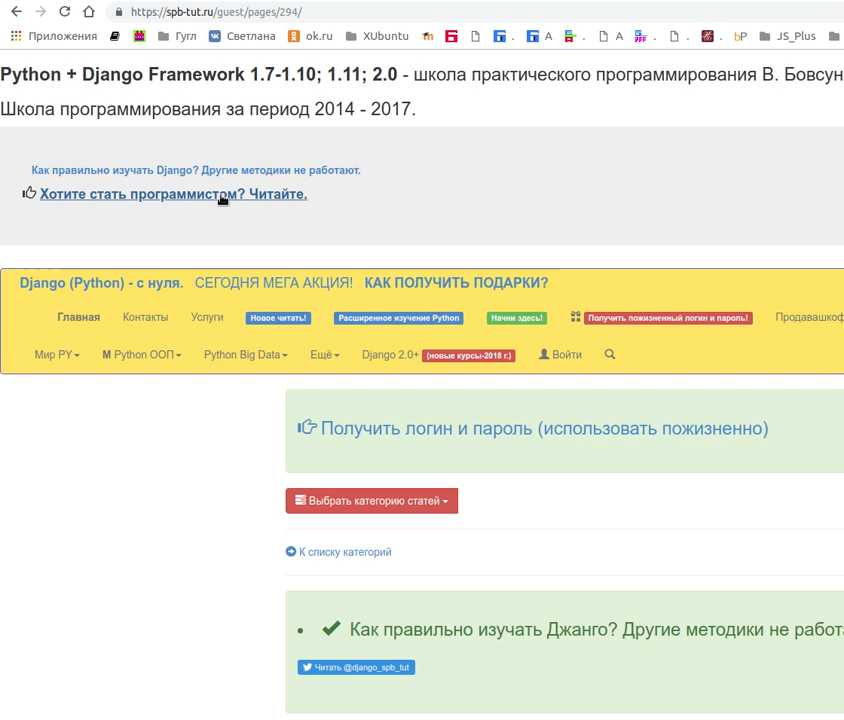 https://spb-tut.ru/guest/pages/294/
Приложения Гугл Светлана ok.ru XUbuntu . A . A . . . bP JS_Plus
Python + Django Framework 1.7-1.10; 1.11; 2.0 - школа практического программирования В. Бовсун
Школа программирования за период 2014 - 2017.
Как правильно изучать Django? Другие методики не работают.
Хотите стать программистом? Читайте.
Django (Python) - с нуля. СЕГОДНЯ МЕГА АКЦИЯ! КАК ПОЛУЧИТЬ ПОДАРКИ?
Главная Контакты Услуги Новое читать! Расширенное изучение Python Начни здесь! Получить пожизненный логин и пароль! Продавашкоф
Мир PY М Python ООП Python Big Data Ещё Django 2.0+ (новые курсы-2018 г.) Войти
Получить логин и пароль (использовать пожизненно)
Выбрать категорию статей
К списку категорий
Как правильно изучать Джанго? Другие методики не работа
Читать @django_spb_tut